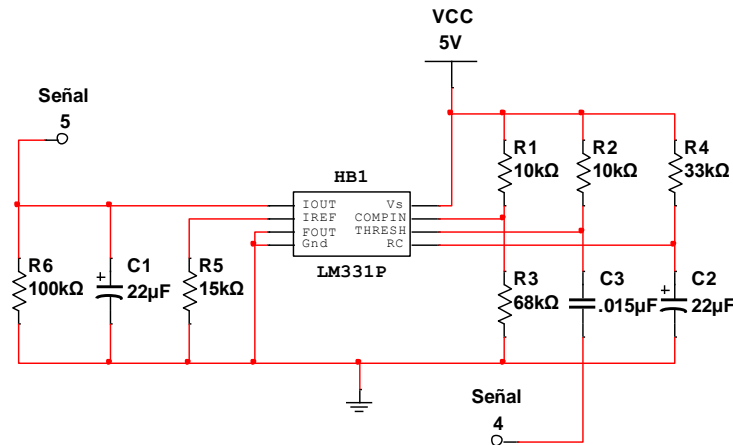 VCC
5V
Señal
5
R1
10kΩ
R2
10kΩ
R4
33kΩ
HB1
IOUT
IREF
FOUT
Gnd
Vs
COMPIN
THRESH
RC
LM331P
R6
100kΩ
C1
22µF
R5
15kΩ
R3
68kΩ
C3
.015µF
C2
22µF
Señal
4